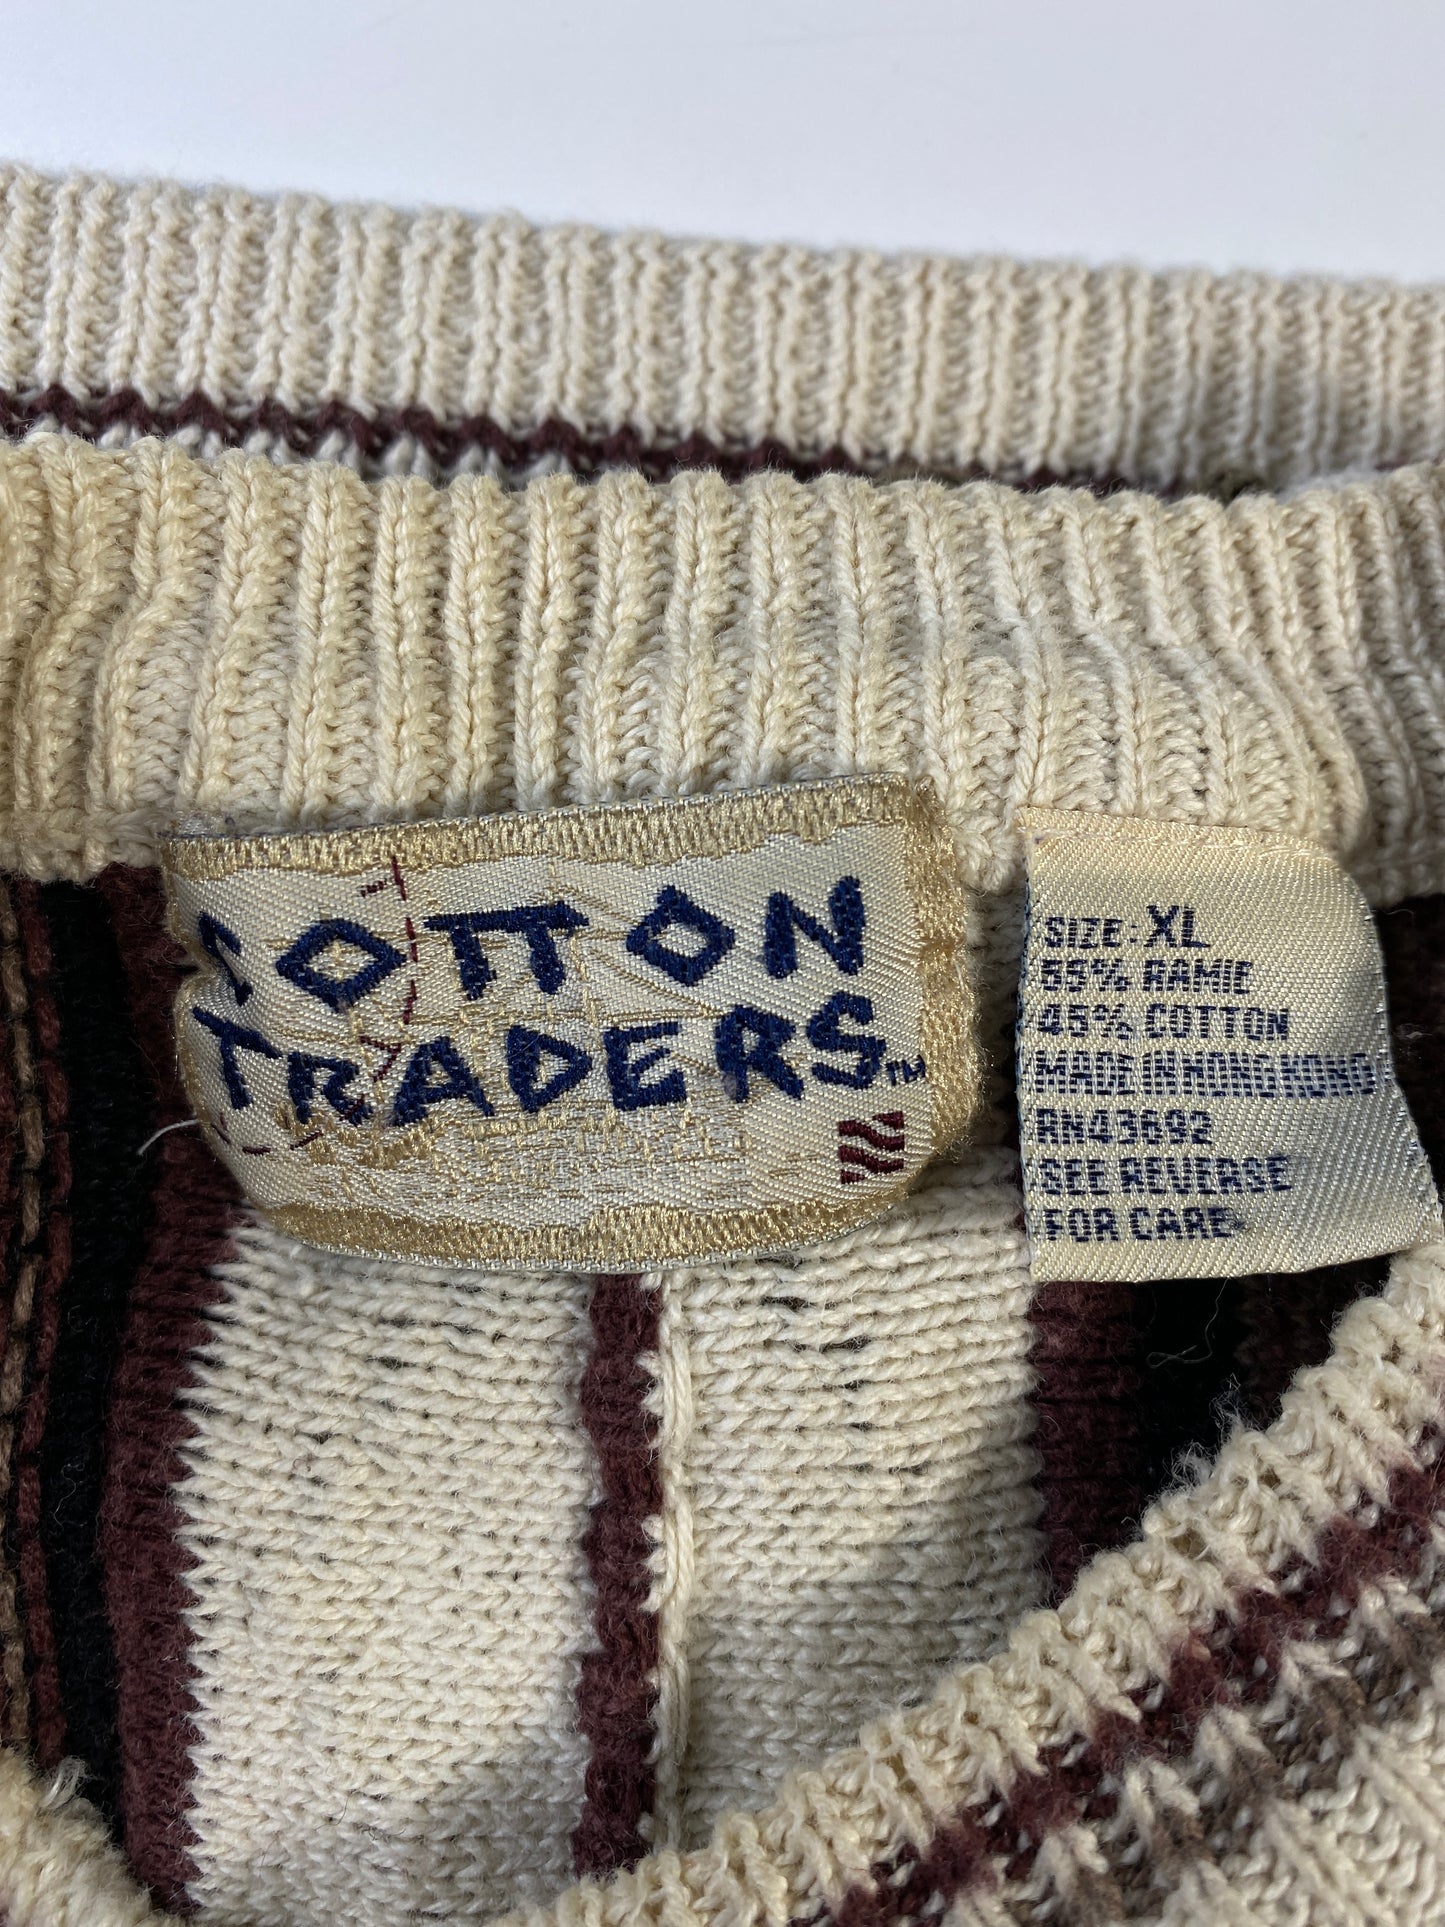 COTTON
TRADERS™
SIZE: XL
55% RAMIE
45% COTTON
MADE IN HONG KONG
RN43692
SEE REVERSE
FOR CARE